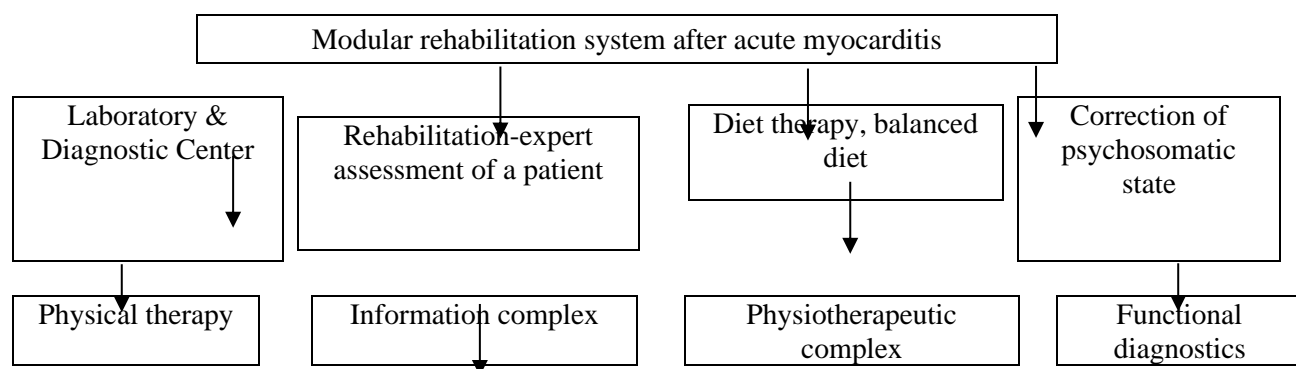 Modular rehabilitation system after acute myocarditis
Laboratory &
Diagnostic Center
Rehabilitation-expert
assessment of a patient
Diet therapy, balanced
diet
Correction of
psychosomatic
state
Physical therapy
Information complex
Physiotherapeutic
complex
Functional
diagnostics